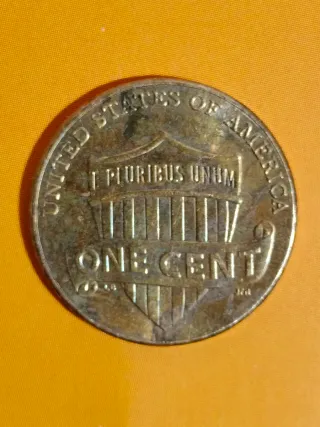 UNITED STATES OF AMERICA
E PLURIBUS UNUM
ONE CENT